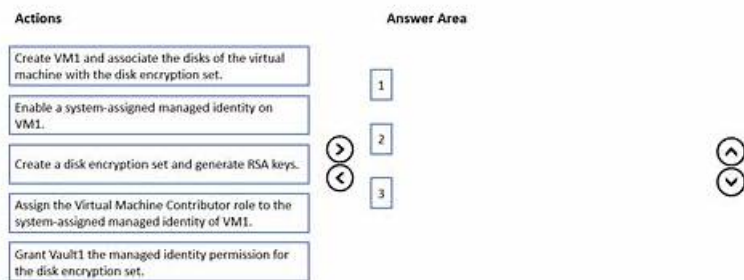 Actions
Answer Area
Create VM1 and associate the disks of the virtual
machine with the disk encryption set.
Enable a system-assigned managed identity on
VM1.
Create a disk encryption set and generate RSA keys.
Assign the Virtual Machine Contributor role to the
system-assigned managed identity of VM1.
Grant Vault1 the managed identity permission for
the disk encryption set.
1
2
3